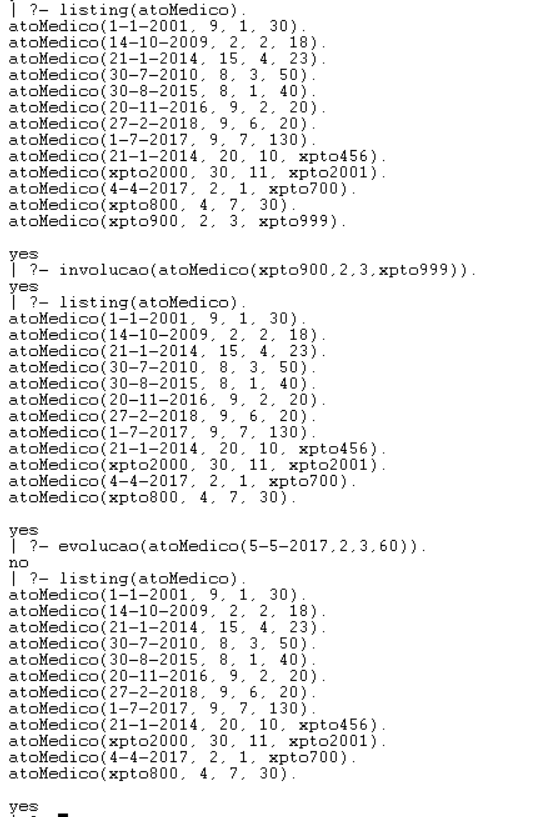 | ?- listing(atoMedico).
atoMedico(1-1-2001, 9, 1, 30).
atoMedico(14-10-2009, 2, 2, 18).
atoMedico(21-1-2014, 15, 4, 23).
atoMedico(30-7-2010, 8, 3, 50).
atoMedico(30-8-2015, 8, 1, 40).
atoMedico(20-11-2016, 9, 2, 20).
atoMedico(27-2-2018, 9, 6, 20).
atoMedico(1-7-2017, 9, 7, 130).
atoMedico(21-1-2014, 20, 10, xpto456).
atoMedico(xpto2000, 30, 11, xpto2001).
atoMedico(4-4-2017, 2, 1, xpto700).
atoMedico(xpto800, 4, 7, 30).
atoMedico(xpto900, 2, 3, xpto999).
yes
| ?- involucao(atoMedico(xpto900,2,3,xpto999)).
yes
| ?- listing(atoMedico).
atoMedico(1-1-2001, 9, 1, 30).
atoMedico(14-10-2009, 2, 2, 18).
atoMedico(21-1-2014, 15, 4, 23).
atoMedico(30-7-2010, 8, 3, 50).
atoMedico(30-8-2015, 8, 1, 40).
atoMedico(20-11-2016, 9, 2, 20).
atoMedico(27-2-2018, 9, 6, 20).
atoMedico(1-7-2017, 9, 7, 130).
atoMedico(21-1-2014, 20, 10, xpto456).
atoMedico(xpto2000, 30, 11, xpto2001).
atoMedico(4-4-2017, 2, 1, xpto700).
atoMedico(xpto800, 4, 7, 30).
yes
| ?- evolucao(atoMedico(5-5-2017,2,3,60)).
no
| ?- listing(atoMedico).
atoMedico(1-1-2001, 9, 1, 30).
atoMedico(14-10-2009, 2, 2, 18).
atoMedico(21-1-2014, 15, 4, 23).
atoMedico(30-7-2010, 8, 3, 50).
atoMedico(30-8-2015, 8, 1, 40).
atoMedico(20-11-2016, 9, 2, 20).
atoMedico(27-2-2018, 9, 6, 20).
atoMedico(1-7-2017, 9, 7, 130).
atoMedico(21-1-2014, 20, 10, xpto456).
atoMedico(xpto2000, 30, 11, xpto2001).
atoMedico(4-4-2017, 2, 1, xpto700).
atoMedico(xpto800, 4, 7, 30).
yes